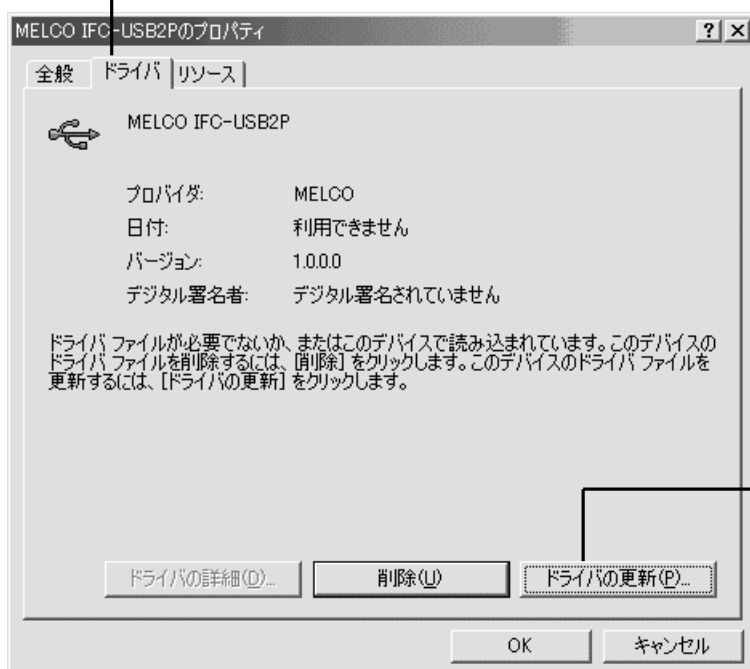 MELCO IFC-USB2Pのプロパティ
? ×
全般 ドライバ リソース
MELCO IFC-USB2P
プロバイダ: MELCO
日付: 利用できません
バージョン: 1.0.0.0
デジタル署名者: デジタル署名されていません
ドライバ ファイルが必要でないか、またはこのデバイスで読み込まれています。このデバイスの
ドライバ ファイルを削除するには、[削除] をクリックします。このデバイスのドライバ ファイルを
更新するには、[ドライバの更新] をクリックします。
ドライバの詳細(D)... 削除(U) ドライバの更新(P)...
OK キャンセル